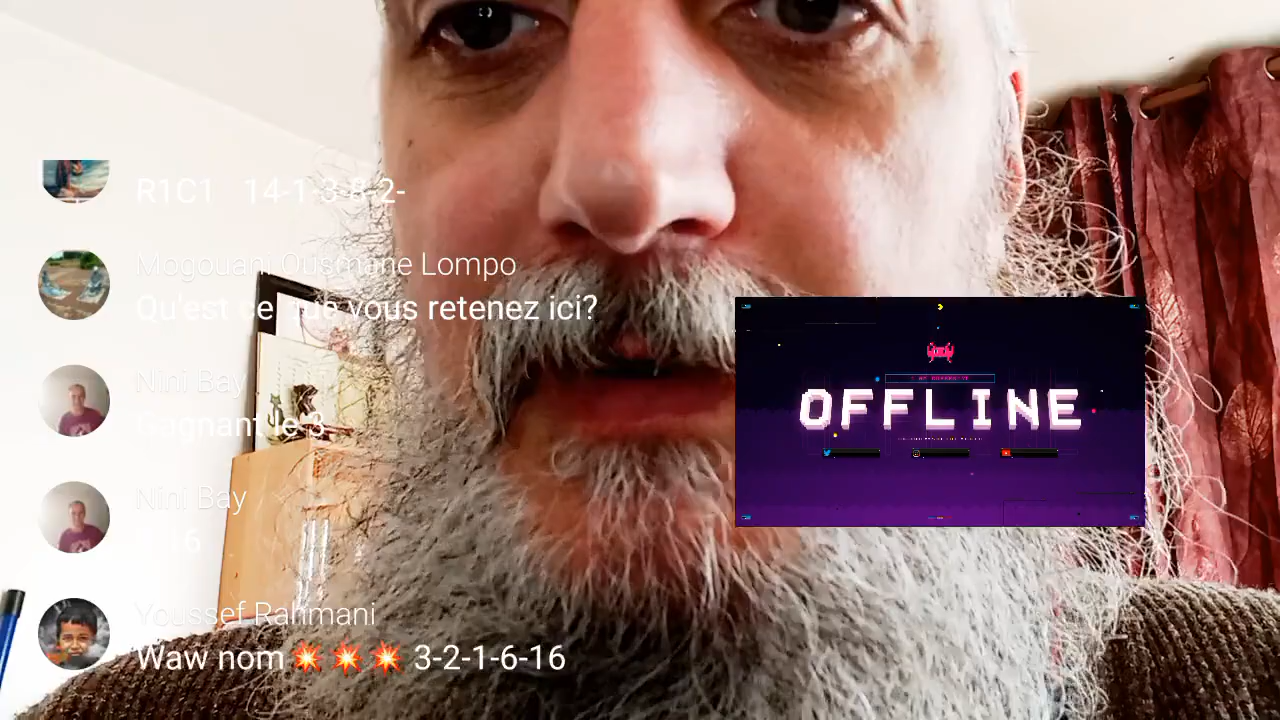 R1C1 14-1-3-8-2-
Mogouani Ousmane Lompo
Qu'est ce que vous retenez ici?
Nini Bay
Gagnant le 3
Nini Bay
16
Youssef Rahmani
Waw nom💥💥💥 3-2-1-6-16
OFFLINE